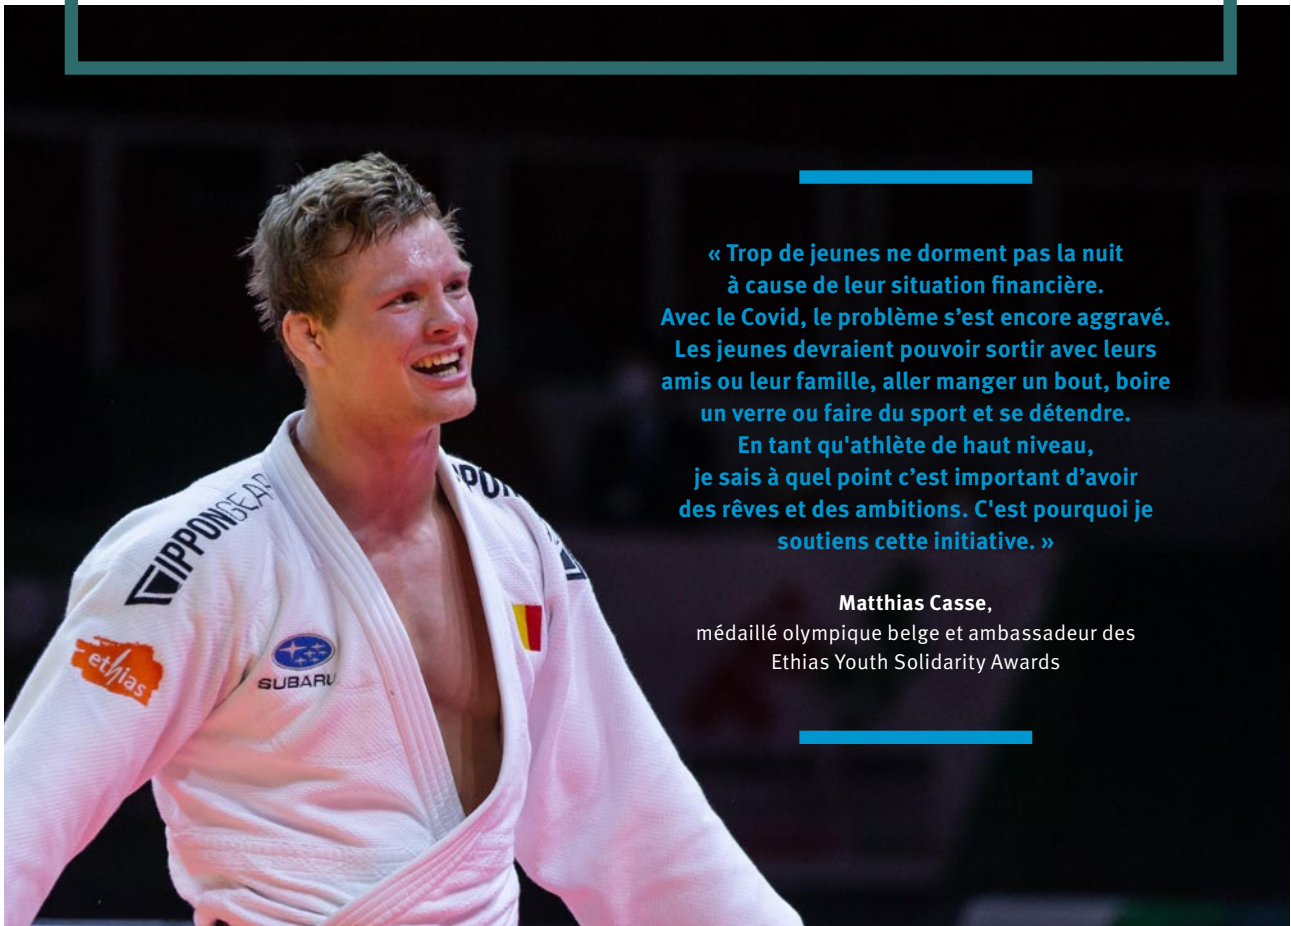 « Trop de jeunes ne dorment pas la nuit
à cause de leur situation financière.
Avec le Covid, le problème s’est encore aggravé.
Les jeunes devraient pouvoir sortir avec leurs
amis ou leur famille, aller manger un bout, boire
un verre ou faire du sport et se détendre.
En tant qu'athlète de haut niveau,
je sais à quel point c’est important d’avoir
des rêves et des ambitions. C'est pourquoi je
soutiens cette initiative. »
Matthias Casse,
médaillé olympique belge et ambassadeur des
Ethias Youth Solidarity Awards
IPPONGEAR
ethias
SUBARU